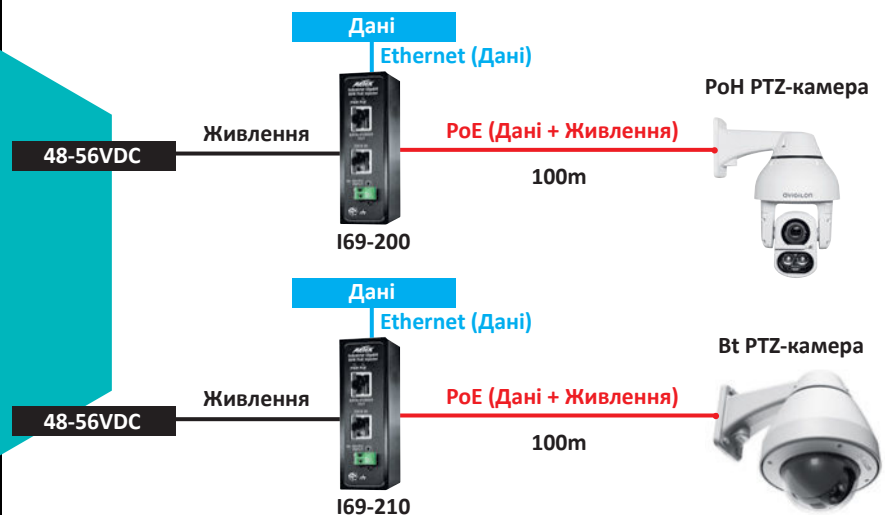 Дані
Ethernet (Дані)
PoH PTZ-камера
Живлення
PoE (Дані + Живлення)
48-56VDC
100m
AVIGILON
I69-200
Дані
Ethernet (Дані)
Bt PTZ-камера
Живлення
PoE (Дані + Живлення)
48-56VDC
100m
I69-210